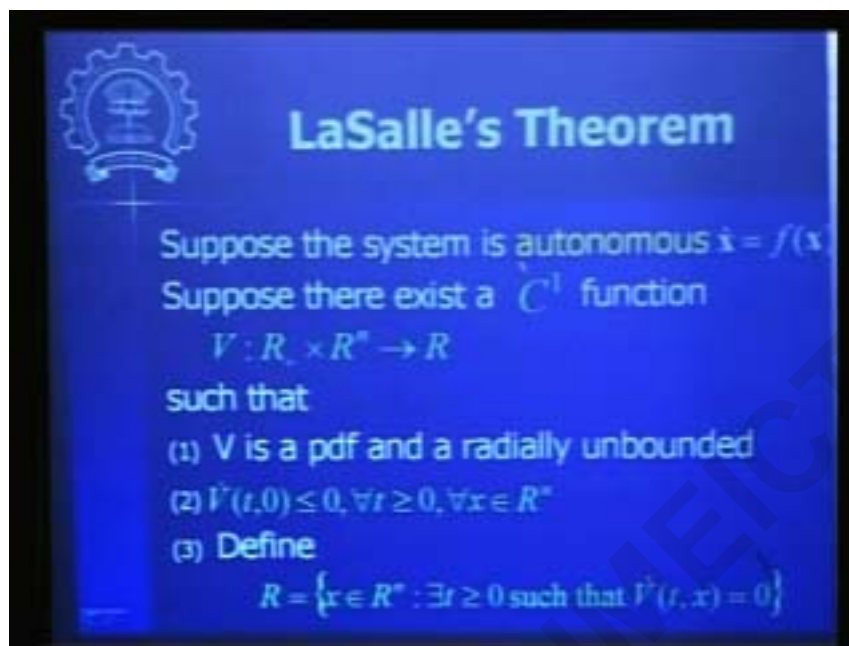 LaSalle's Theorem
Suppose the system is autonomous ẋ = f(x
Suppose there exist a C¹ function
V : R₋ × Rⁿ → R
such that
(1) V is a pdf and a radially unbounded
(2) V̇(t,0) ≤ 0, ∀t ≥ 0, ∀x ∈ Rⁿ
(3) Define
R = {x ∈ Rⁿ : ∃t ≥ 0 such that V̇(t, x) = 0}